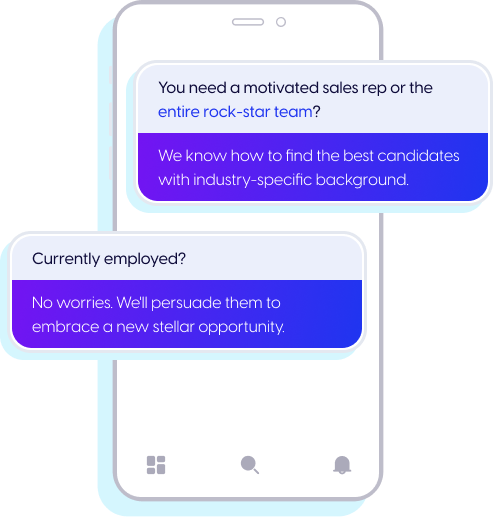 You need a motivated sales rep or the
entire rock-star team?
We know how to find the best candidates
with industry-specific background.
Currently employed?
No worries. We'll persuade them to
embrace a new stellar opportunity.